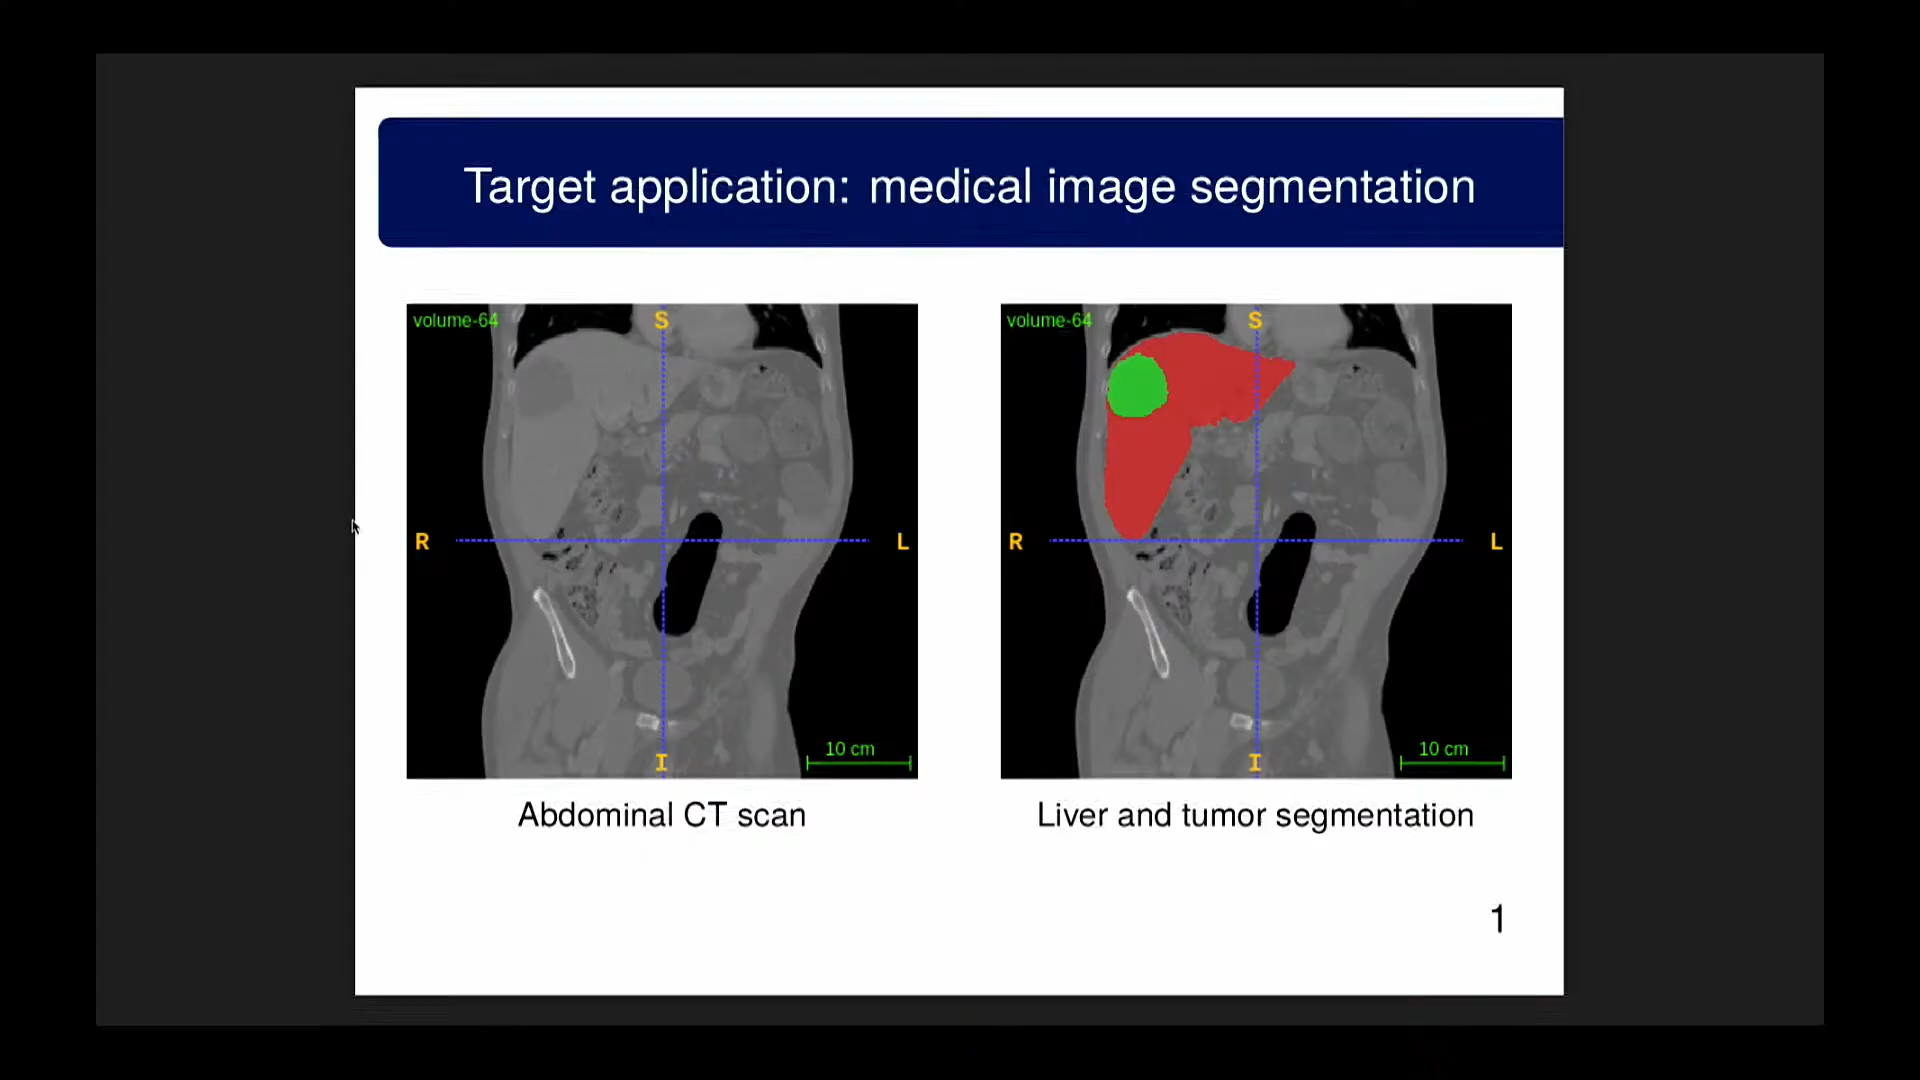 Target application: medical image segmentation
volume-64
S
R
L
I
10 cm
volume-64
S
R
L
I
10 cm
Abdominal CT scan
Liver and tumor segmentation
1